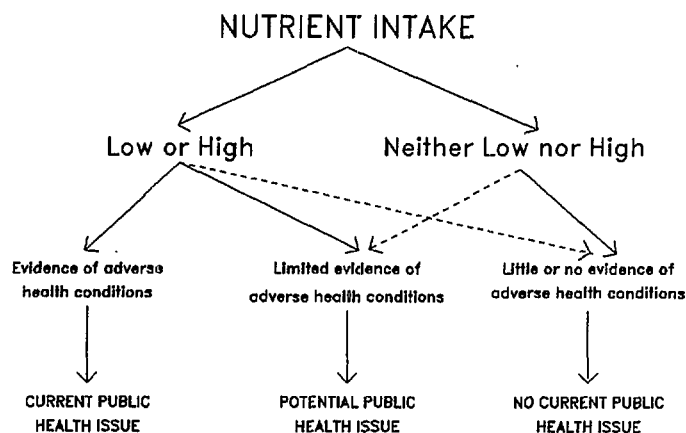 NUTRIENT INTAKE
Low or High
Neither Low nor High
Evidence of adverse
health conditions
Limited evidence of
adverse health conditions
Little or no evidence of
adverse health conditions
CURRENT PUBLIC
HEALTH ISSUE
POTENTIAL PUBLIC
HEALTH ISSUE
NO CURRENT PUBLIC
HEALTH ISSUE